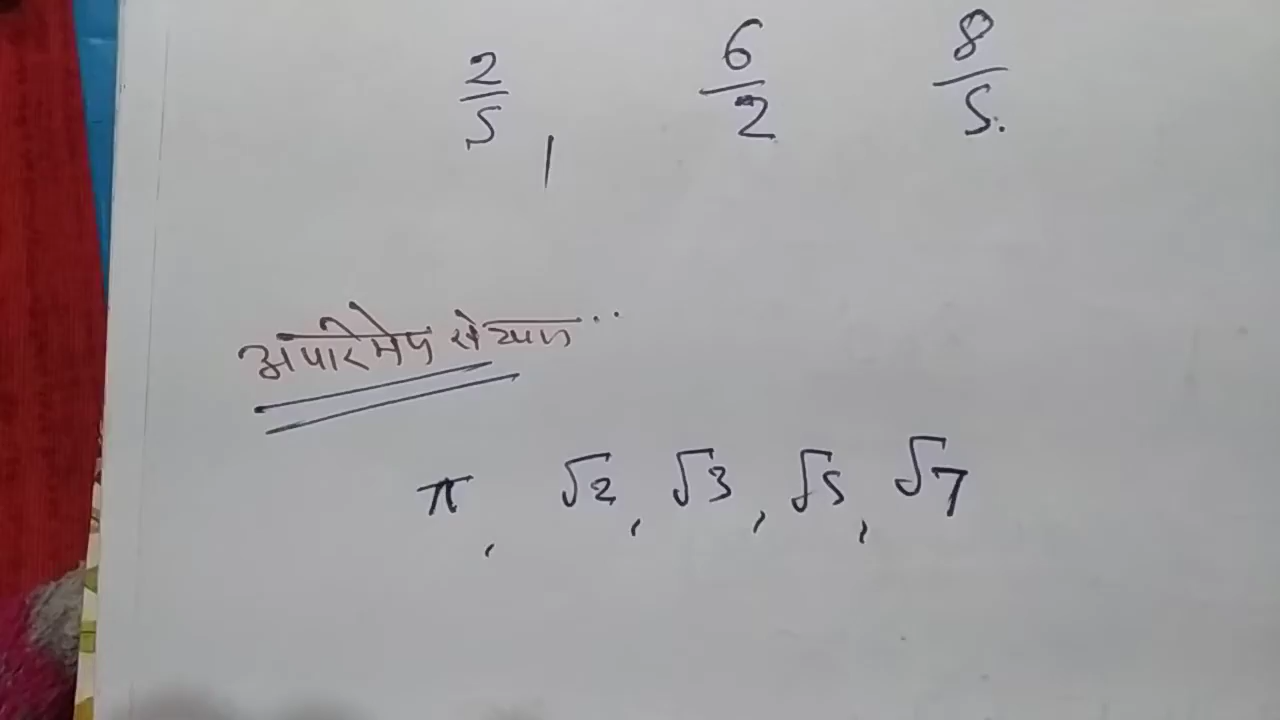 2/5, 6/2 8/5.
अपरिमेय संख्या..
π, √2, √3, √5, √7